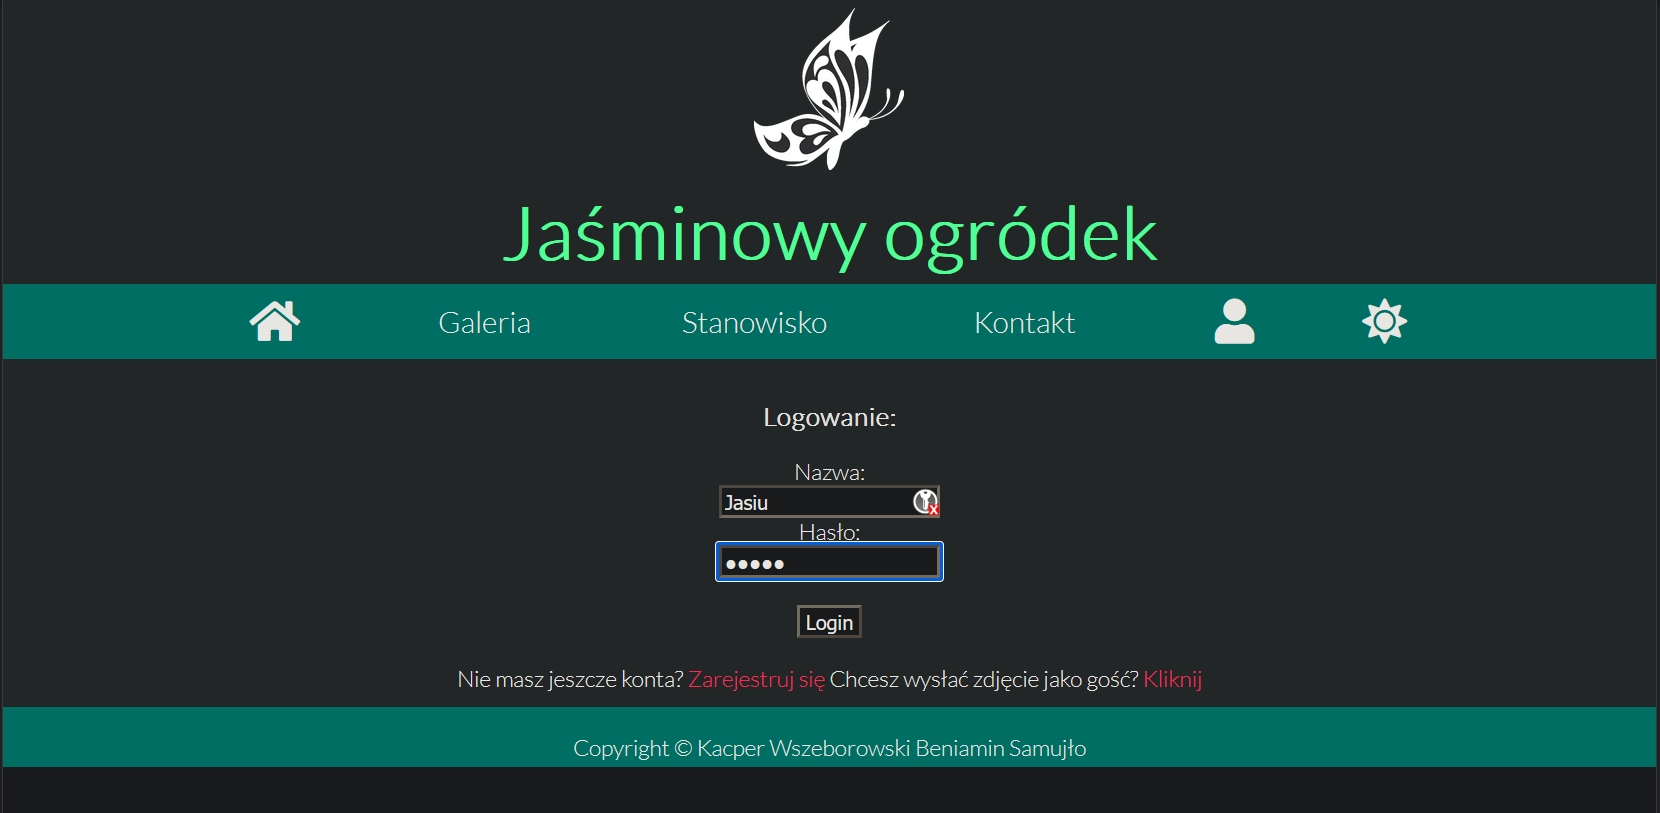 Jaśminowy ogródek
Galeria Stanowisko Kontakt
Logowanie:
Nazwa:
Jasiu
Hasło:
●●●●●
Login
Nie masz jeszcze konta? Zarejestruj się Chcesz wysłać zdjęcie jako gość? Kliknij
Copyright © Kacper Wszeborowski Beniamin Samujło